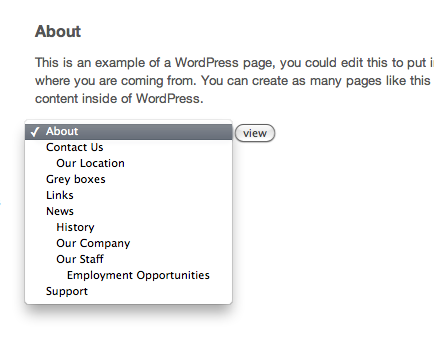 About
This is an example of a WordPress page, you could edit this to put i
where you are coming from. You can create as many pages like this
content inside of WordPress.
✓ About
view
Contact Us
Our Location
Grey boxes
Links
News
History
Our Company
Our Staff
Employment Opportunities
Support